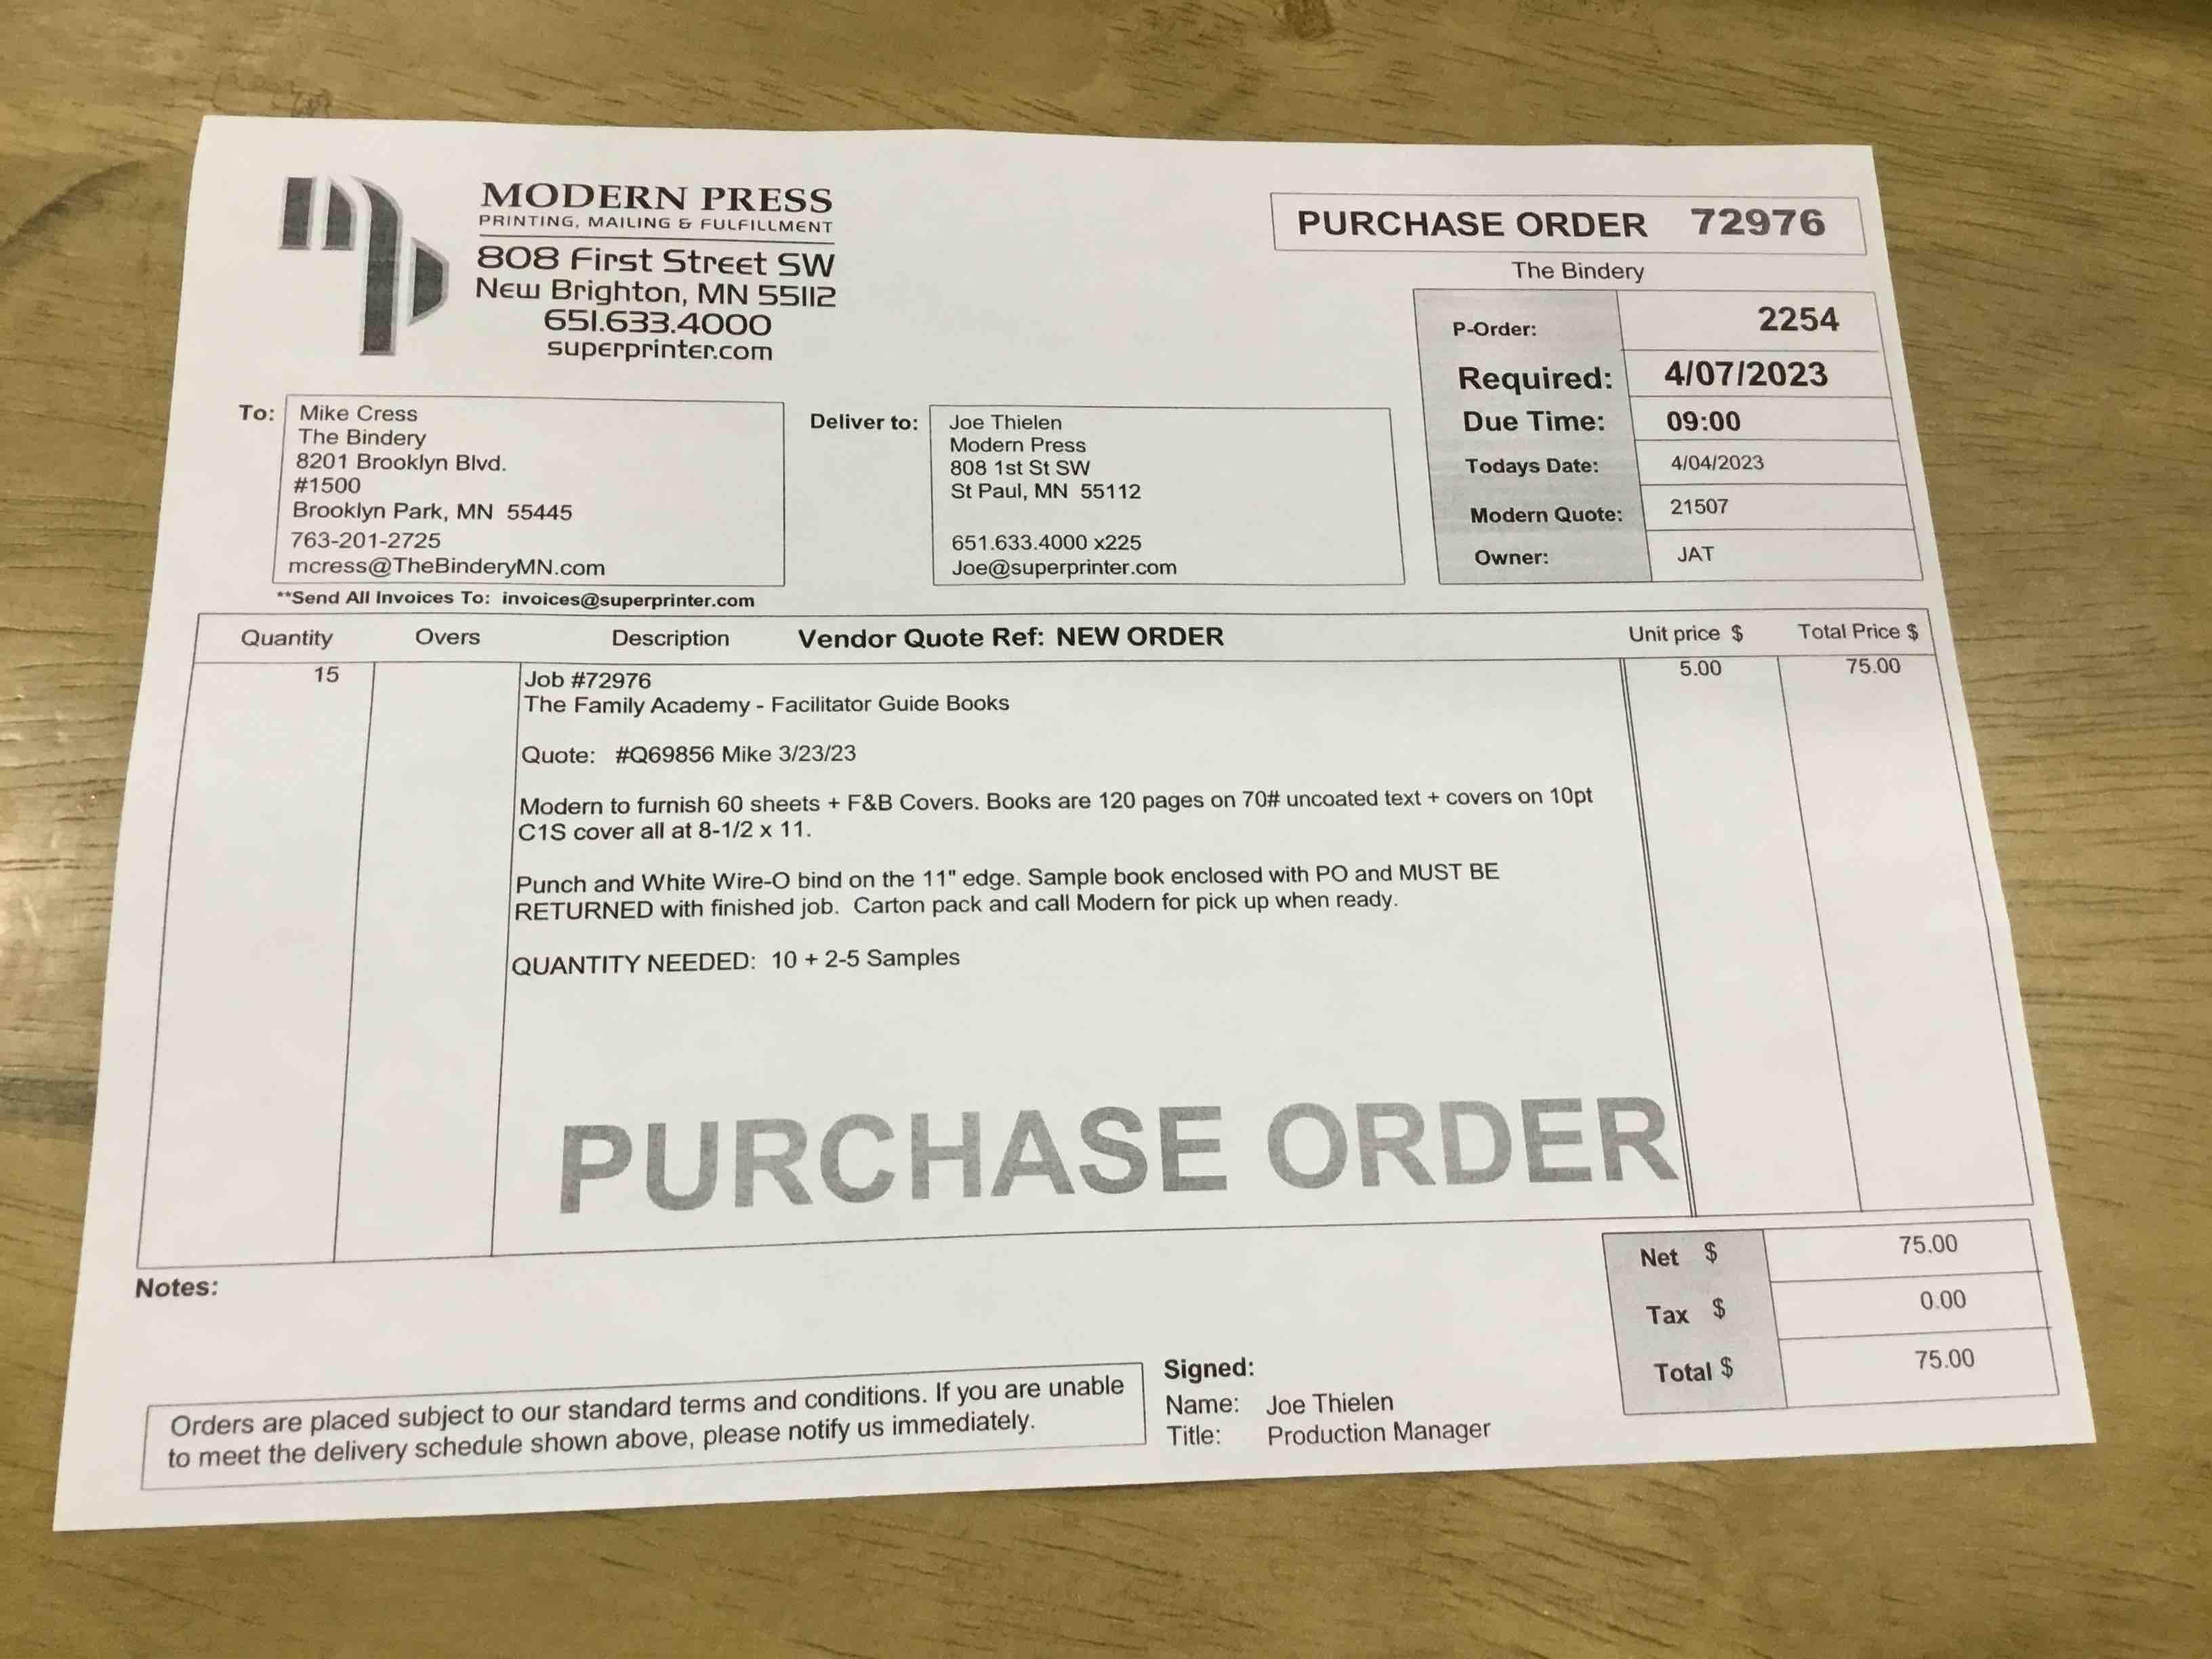 MODERN PRESS
PRINTING, MAILING & FULFILLMENT
808 First Street SW
New Brighton, MN 55112
651.633.4000
superprinter.com
PURCHASE ORDER 72976
The Bindery
P-Order: 2254
Required: 4/07/2023
Due Time: 09:00
Todays Date: 4/04/2023
Modern Quote: 21507
Owner: JAT
To: Mike Cress
The Bindery
8201 Brooklyn Blvd.
#1500
Brooklyn Park, MN 55445
763-201-2725
mcress@TheBinderyMN.com
Deliver to: Joe Thielen
Modern Press
808 1st St SW
St Paul, MN 55112
651.633.4000 x225
Joe@superprinter.com
**Send All Invoices To: invoices@superprinter.com
Quantity Overs Description Vendor Quote Ref: NEW ORDER Unit price $ Total Price $
15 Job #72976 5.00 75.00
The Family Academy - Facilitator Guide Books
Quote: #Q69856 Mike 3/23/23
Modern to furnish 60 sheets + F&B Covers. Books are 120 pages on 70# uncoated text + covers on 10pt
C1S cover all at 8-1/2 x 11.
Punch and White Wire-O bind on the 11" edge. Sample book enclosed with PO and MUST BE
RETURNED with finished job. Carton pack and call Modern for pick up when ready.
QUANTITY NEEDED: 10 + 2-5 Samples
PURCHASE ORDER
Notes:
Net $ 75.00
Tax $ 0.00
Total $ 75.00
Orders are placed subject to our standard terms and conditions. If you are unable
to meet the delivery schedule shown above, please notify us immediately.
Signed:
Name: Joe Thielen
Title: Production Manager